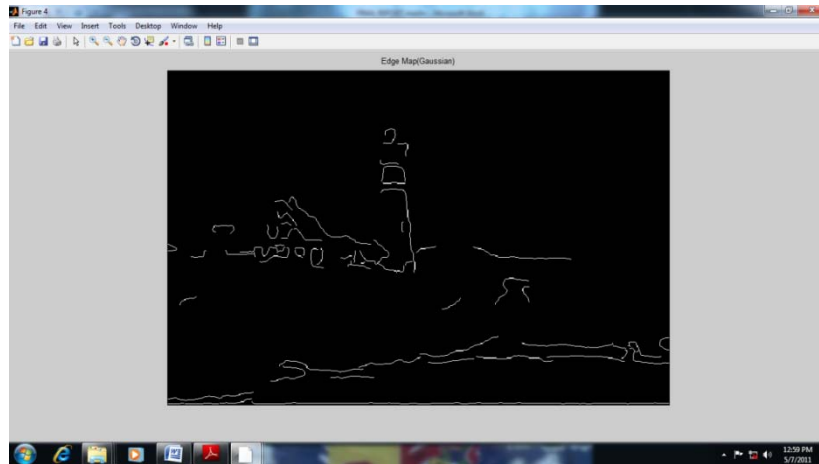 Figure 4
File Edit View Insert Tools Desktop Window Help
Edge Map(Gaussian)
12:59 PM
5/7/2011